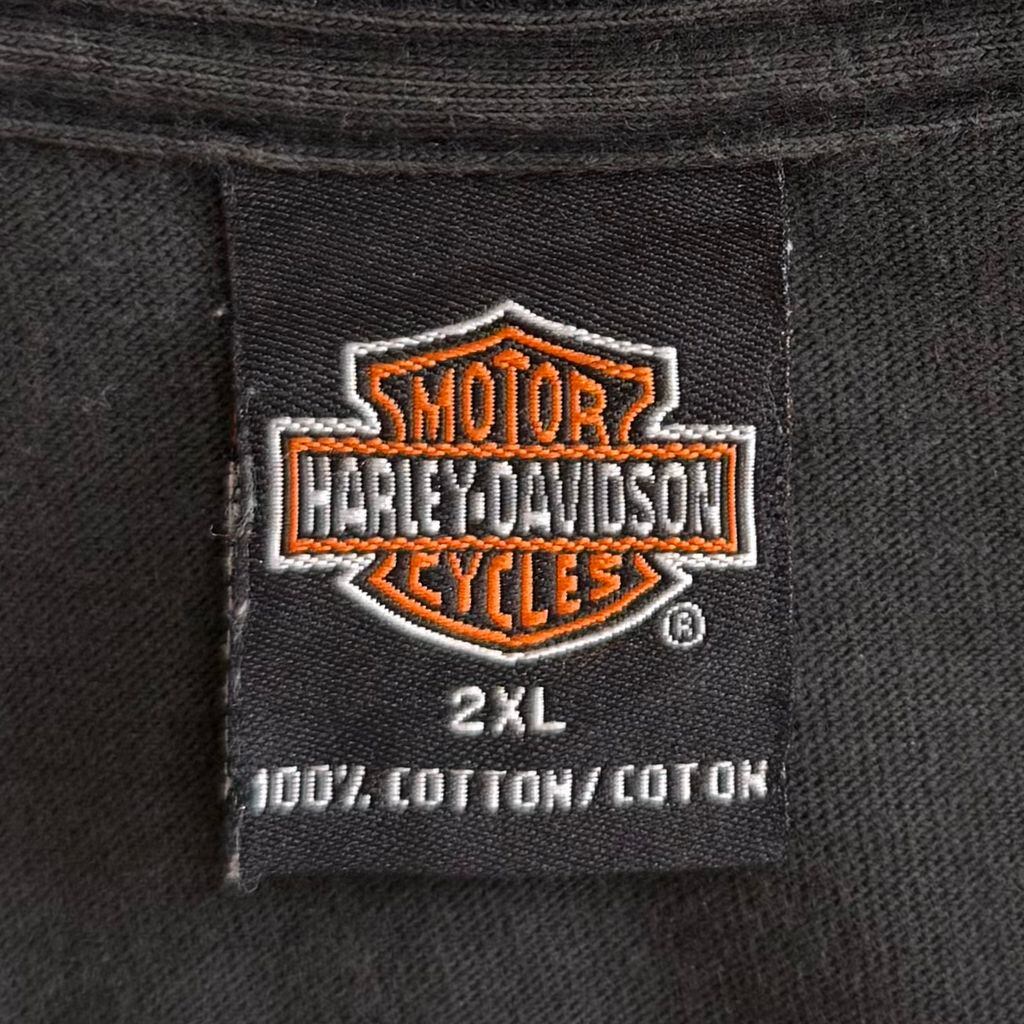 MOTOR
HARLEY-DAVIDSON
CYCLES
®
2XL
100% COTTON/COTON